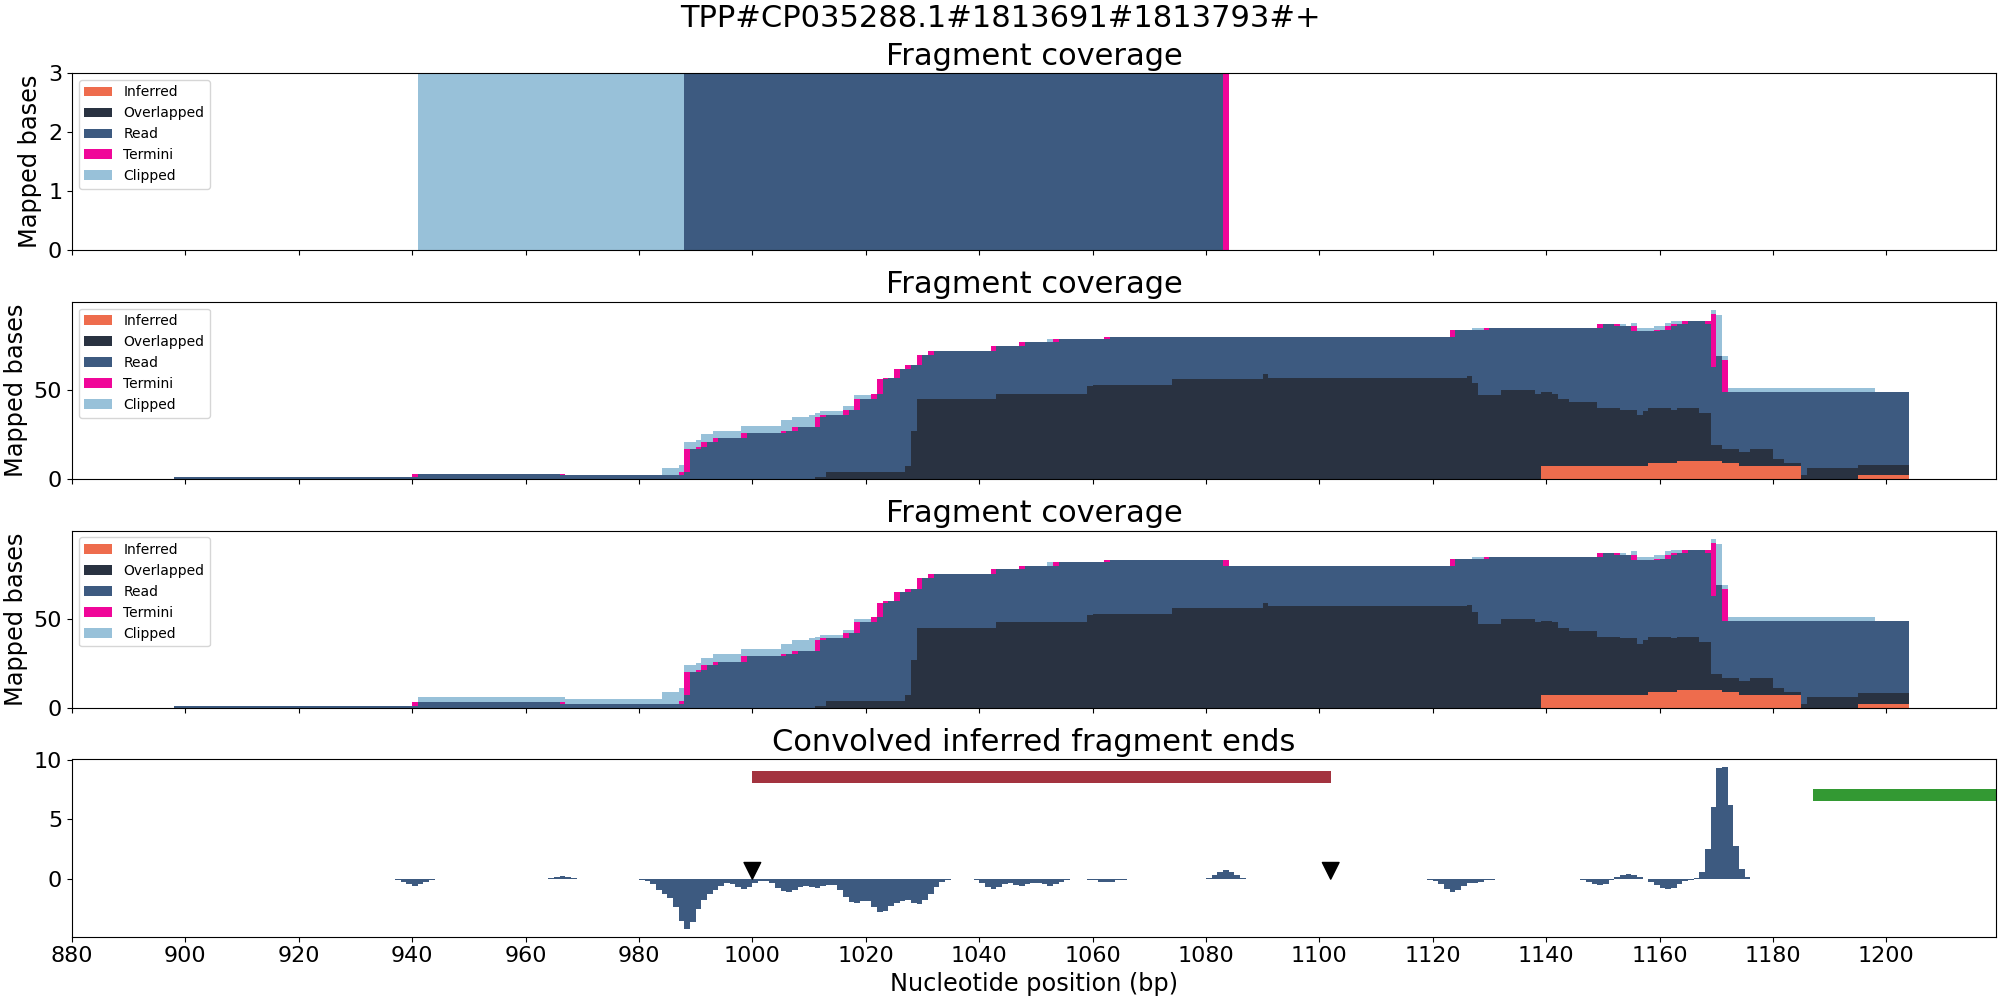 TPP#CP035288.1#1813691#1813793#+
Fragment coverage
Mapped bases
3
2
1
0
Inferred
Overlapped
Read
Termini
Clipped
Fragment coverage
Mapped bases
50
0
Inferred
Overlapped
Read
Termini
Clipped
Fragment coverage
Mapped bases
50
0
Inferred
Overlapped
Read
Termini
Clipped
Convolved inferred fragment ends
10
5
0
880 900 920 940 960 980 1000 1020 1040 1060 1080 1100 1120 1140 1160 1180 1200
Nucleotide position (bp)